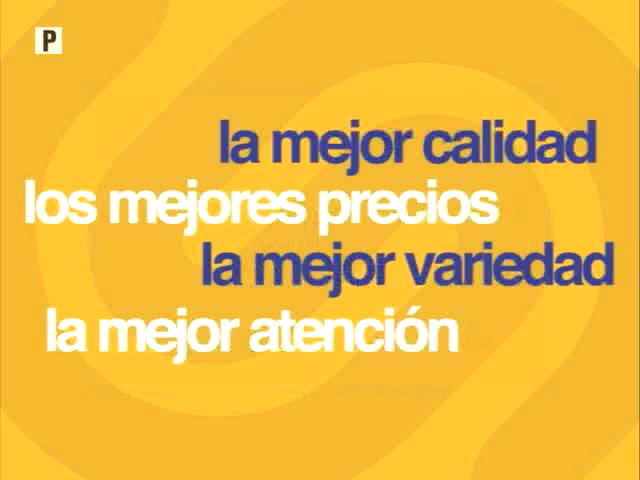 P
la mejor calidad
los mejores precios
la mejor variedad
la mejor atención